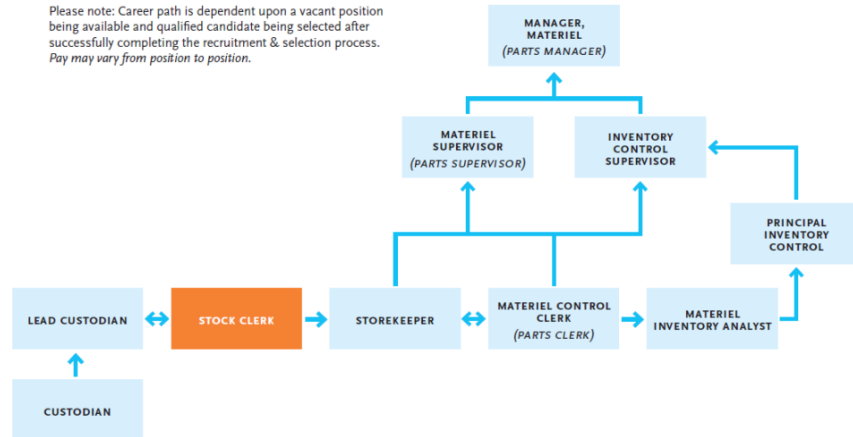 Please note: Career path is dependent upon a vacant position
being available and qualified candidate being selected after
successfully completing the recruitment & selection process.
Pay may vary from position to position.
MANAGER,
MATERIEL
(PARTS MANAGER)
MATERIEL
SUPERVISOR
(PARTS SUPERVISOR)
INVENTORY
CONTROL
SUPERVISOR
PRINCIPAL
INVENTORY
CONTROL
LEAD CUSTODIAN
STOCK CLERK
STOREKEEPER
MATERIEL CONTROL
CLERK
(PARTS CLERK)
MATERIEL
INVENTORY ANALYST
CUSTODIAN